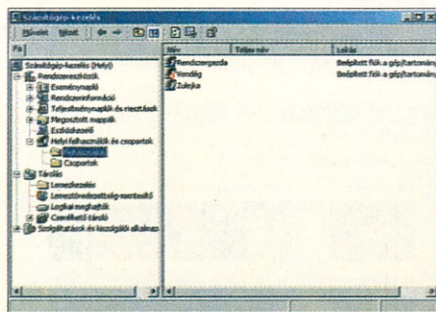 Számítógép-kezelés
Művelet Nézet
Fa
Név Teljes név Leírás
Számítógép-kezelés (Helyi)
Rendszereszközök
Eseménynapló
Rendszerinformáció
Teljesítménynaplók és riasztások
Megosztott mappák
Eszközkezelő
Helyi felhasználók és csoportok
Felhasználók
Csoportok
Tárolás
Lemezkezelés
Lemeztöredezettség-mentesítő
Logikai meghajtók
Cserélhető tároló
Szolgáltatások és kiszolgálói alkalmaz
Rendszergazda Beépített fiók a gép/tartomány
Vendég Beépített fiók a gép/tartomány
Zulejka